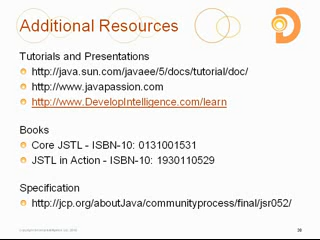 Additional Resources
Tutorials and Presentations
http://java.sun.com/javaee/5/docs/tutorial/doc/
http://www.javapassion.com
http://www.DevelopIntelligence.com/learn
Books
Core JSTL - ISBN-10: 0131001531
JSTL in Action - ISBN-10: 1930110529
Specification
http://jcp.org/aboutJava/communityprocess/final/jsr052/